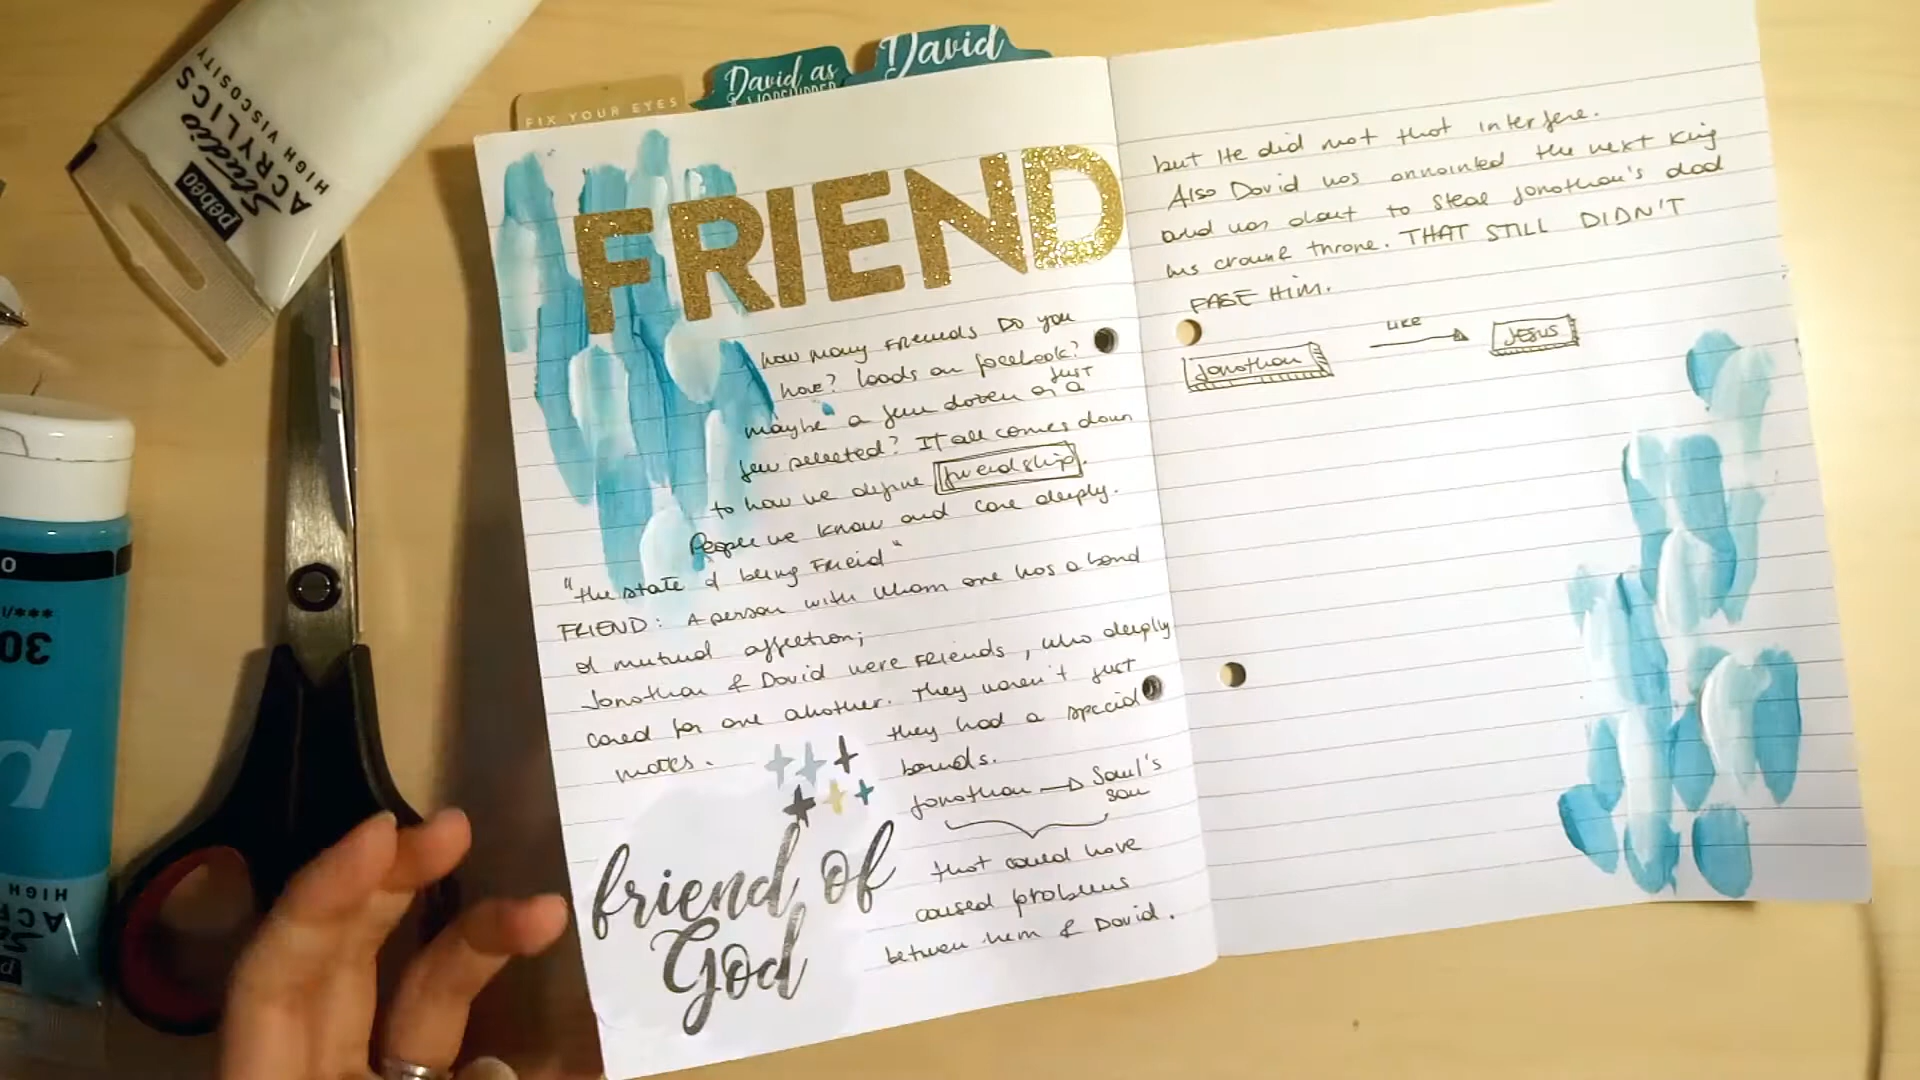 David as
David
FIX YOUR EYES
FRIEND
how many FRIENDS DO you
have? loads on facebook?
maybe a few dozen or just a
few selected? IT all comes down
to how we define friendship.
People we know and care deeply.
"the state of being FRIEID"
FRIEND: A person with whom one has a bond
of mutual affection;
Jonathan & David were FRIENDS, who deeply
cared for one another. They weren't just
mates.
they had a special
bonds.
Jonathan → Saul's
son
that could have
caused problems
between him & David.
friend of
God
but He did not that interfere.
Also David was annointed the next King
and was about to steal Jonathan's dad
his throne. THAT STILL DIDN'T
FASE HIM.
Jonathan LIKE JESUS
pebeo
Studio
ACRYLICS
HIGH VISCOSITY
30
HIGH